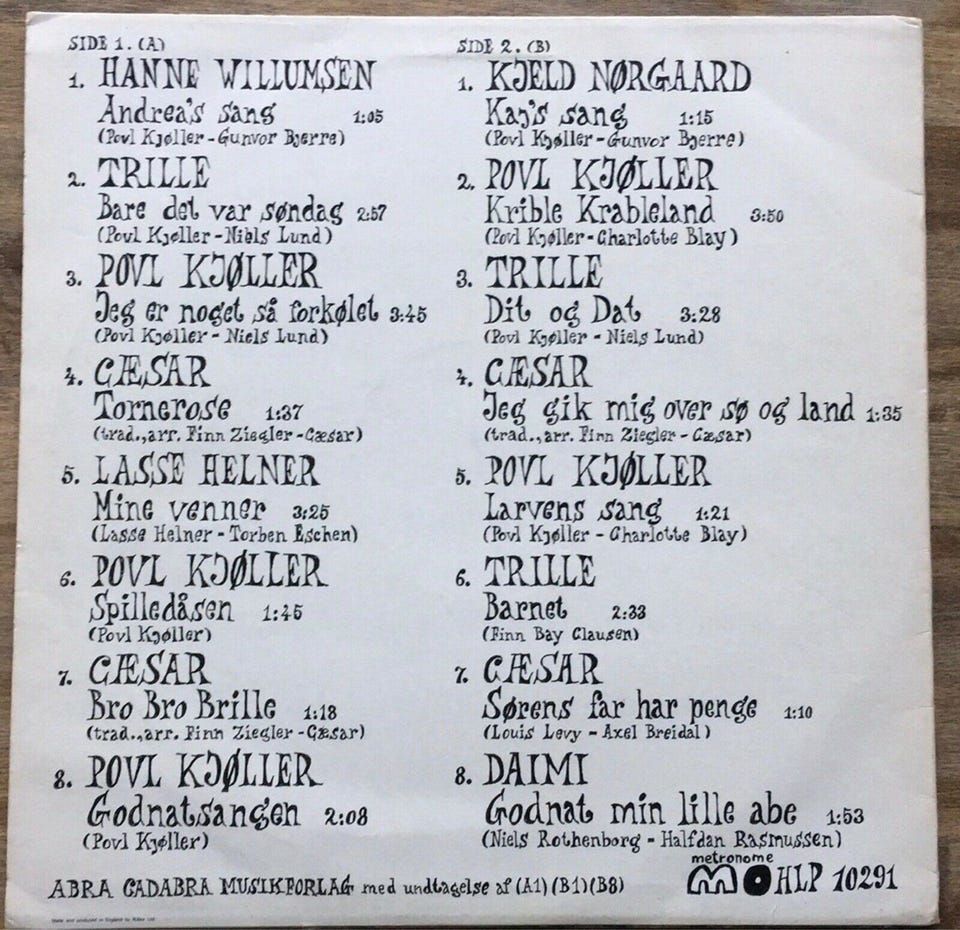 SIDE 1. (A)
1. HANNE WILLUMSEN
Andrea's sang 1:05
(Povl Kjøller - Gunvor Bjerre)
2. TRILLE
Bare det var søndag 2:57
(Povl Kjøller - Niels Lund)
3. POVL KJØLLER
Jeg er noget så forkølet 3:45
(Povl Kjøller - Niels Lund)
4. CÆSAR
Tornerose 1:37
(trad., arr. Finn Ziegler - Cæsar)
5. LASSE HELNER
Mine venner 3:25
(Lasse Helner - Torben Eschen)
6. POVL KJØLLER
Spilledåsen 1:45
(Povl Kjøller)
7. CÆSAR
Bro Bro Brille 1:18
(trad., arr. Finn Ziegler - Cæsar)
8. POVL KJØLLER
Godnatsangen 2:08
(Povl Kjøller)
SIDE 2. (B)
1. KJELD NØRGAARD
Kaj's sang 1:15
(Povl Kjøller - Gunvor Bjerre)
2. POVL KJØLLER
Krible Krableland 3:50
(Povl Kjøller - Charlotte Blay)
3. TRILLE
Dit og Dat 3:28
(Povl Kjøller - Niels Lund)
4. CÆSAR
Jeg gik mig over sø og land 1:35
(trad., arr. Finn Ziegler - Cæsar)
5. POVL KJØLLER
Larvens sang 1:21
(Povl Kjøller - Charlotte Blay)
6. TRILLE
Barnet 2:33
(Finn Bay Clausen)
7. CÆSAR
Sørens far har penge 1:10
(Louis Levy - Axel Breidal)
8. DAIMI
Godnat min lille abe 1:53
(Niels Rothenborg - Halfdan Rasmussen)
ABRA CADABRA MUSIKFORLAG med undtagelse af (A1) (B1) (B8)
metronome
MO HLP 10291
and produced in England by